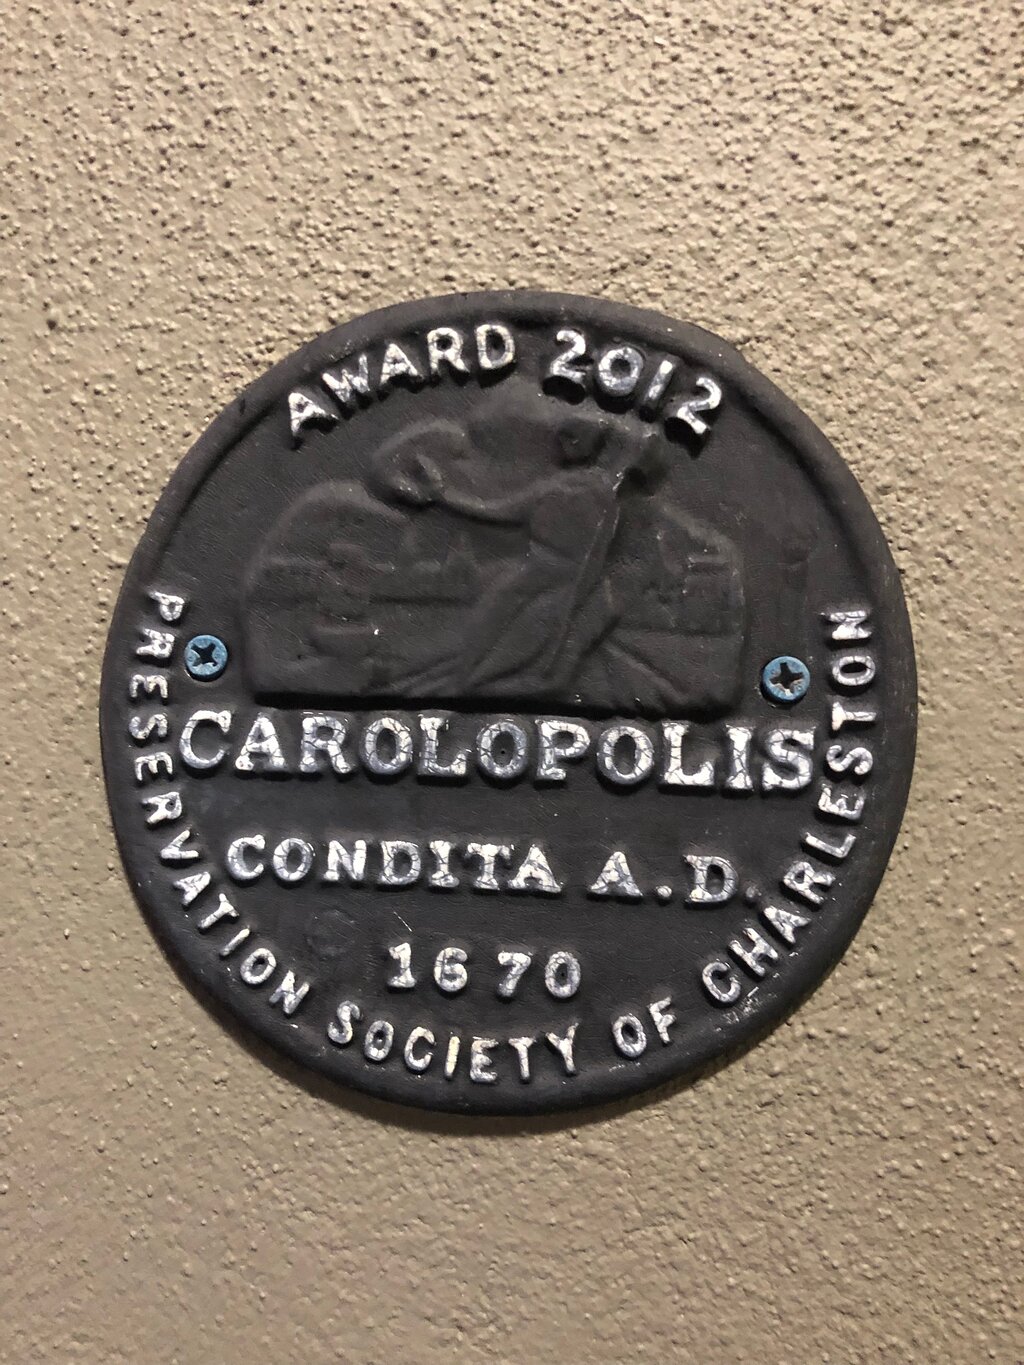 AWARD 2012
CAROLOPOLIS
CONDITA A.D.
1670
PRESERVATION SOCIETY OF CHARLESTON